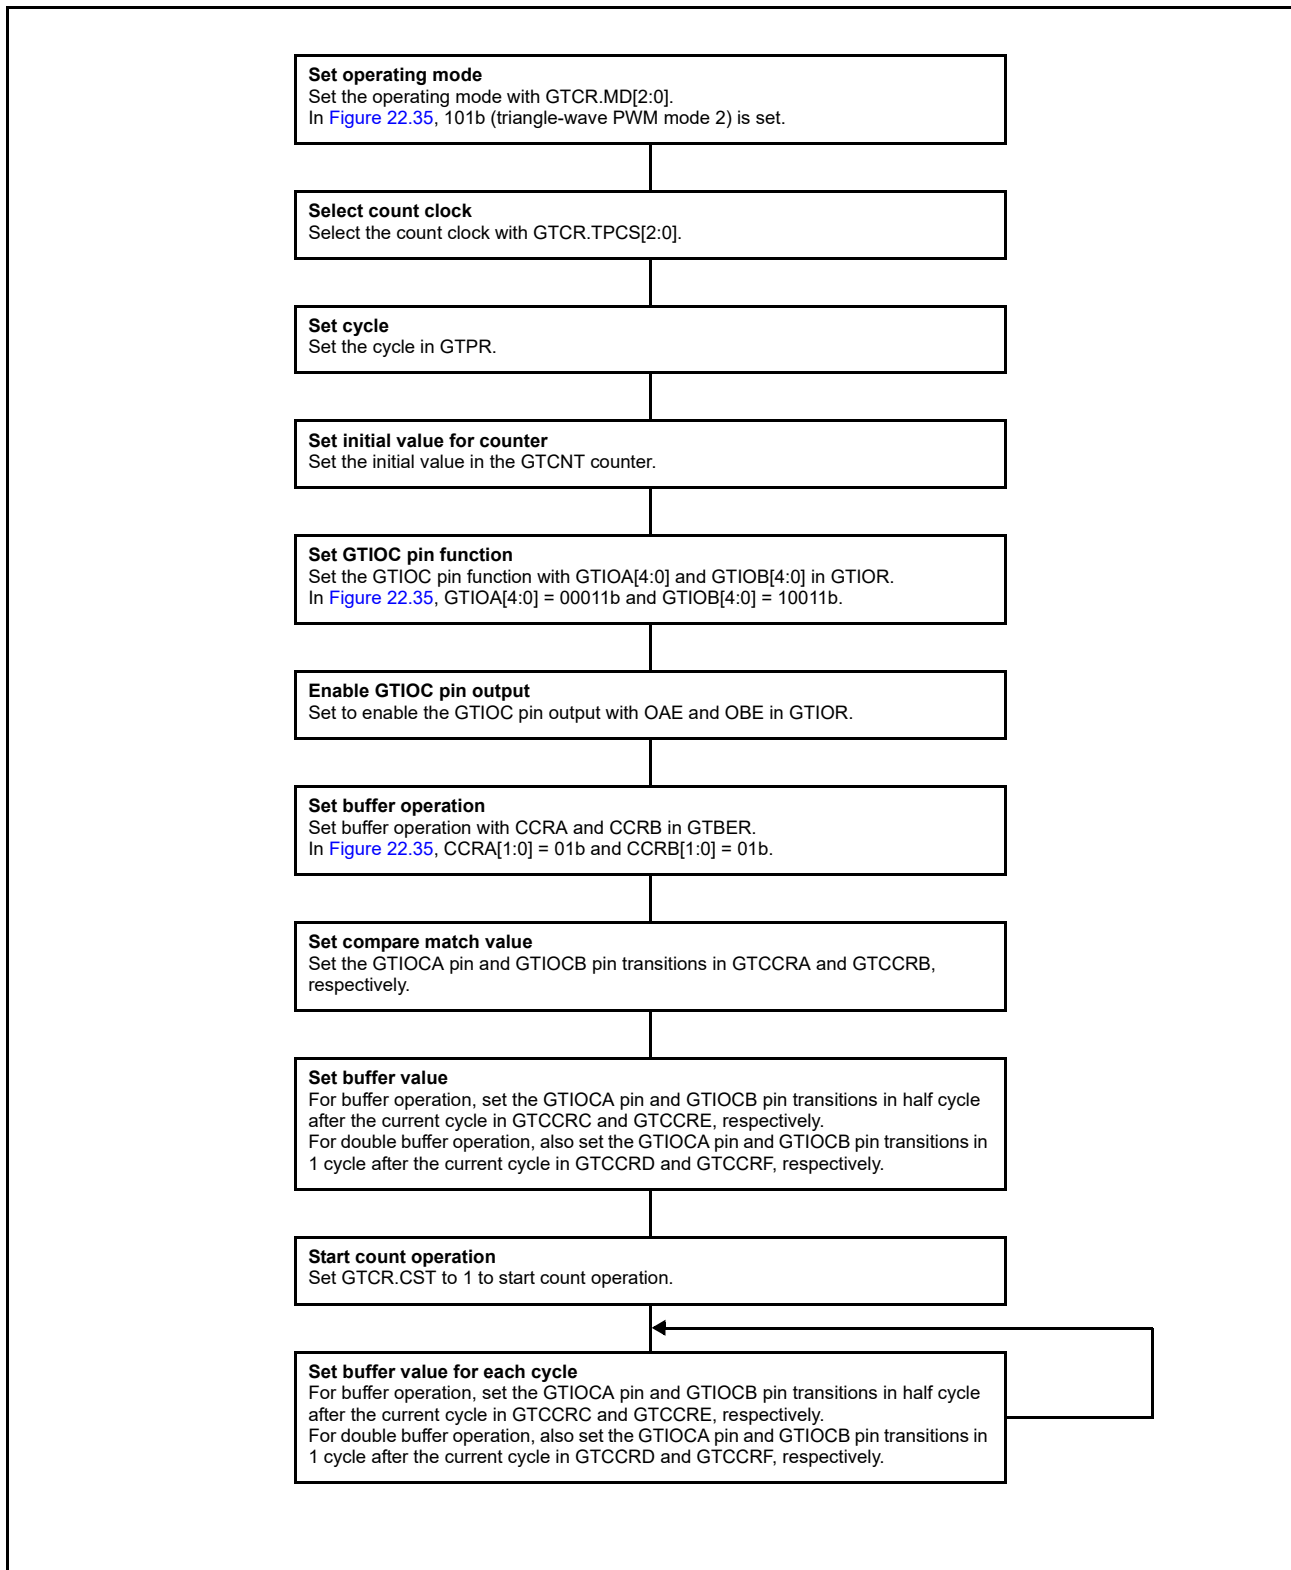 Set operating mode
Set the operating mode with GTCR.MD[2:0].
In Figure 22.35, 101b (triangle-wave PWM mode 2) is set.
Select count clock
Select the count clock with GTCR.TPCS[2:0].
Set cycle
Set the cycle in GTPR.
Set initial value for counter
Set the initial value in the GTCNT counter.
Set GTIOC pin function
Set the GTIOC pin function with GTIOA[4:0] and GTIOB[4:0] in GTIOR.
In Figure 22.35, GTIOA[4:0] = 00011b and GTIOB[4:0] = 10011b.
Enable GTIOC pin output
Set to enable the GTIOC pin output with OAE and OBE in GTIOR.
Set buffer operation
Set buffer operation with CCRA and CCRB in GTBER.
In Figure 22.35, CCRA[1:0] = 01b and CCRB[1:0] = 01b.
Set compare match value
Set the GTIOCA pin and GTIOCB pin transitions in GTCCRA and GTCCRB,
respectively.
Set buffer value
For buffer operation, set the GTIOCA pin and GTIOCB pin transitions in half cycle
after the current cycle in GTCCRC and GTCCRE, respectively.
For double buffer operation, also set the GTIOCA pin and GTIOCB pin transitions in
1 cycle after the current cycle in GTCCRD and GTCCRF, respectively.
Start count operation
Set GTCR.CST to 1 to start count operation.
Set buffer value for each cycle
For buffer operation, set the GTIOCA pin and GTIOCB pin transitions in half cycle
after the current cycle in GTCCRC and GTCCRE, respectively.
For double buffer operation, also set the GTIOCA pin and GTIOCB pin transitions in
1 cycle after the current cycle in GTCCRD and GTCCRF, respectively.